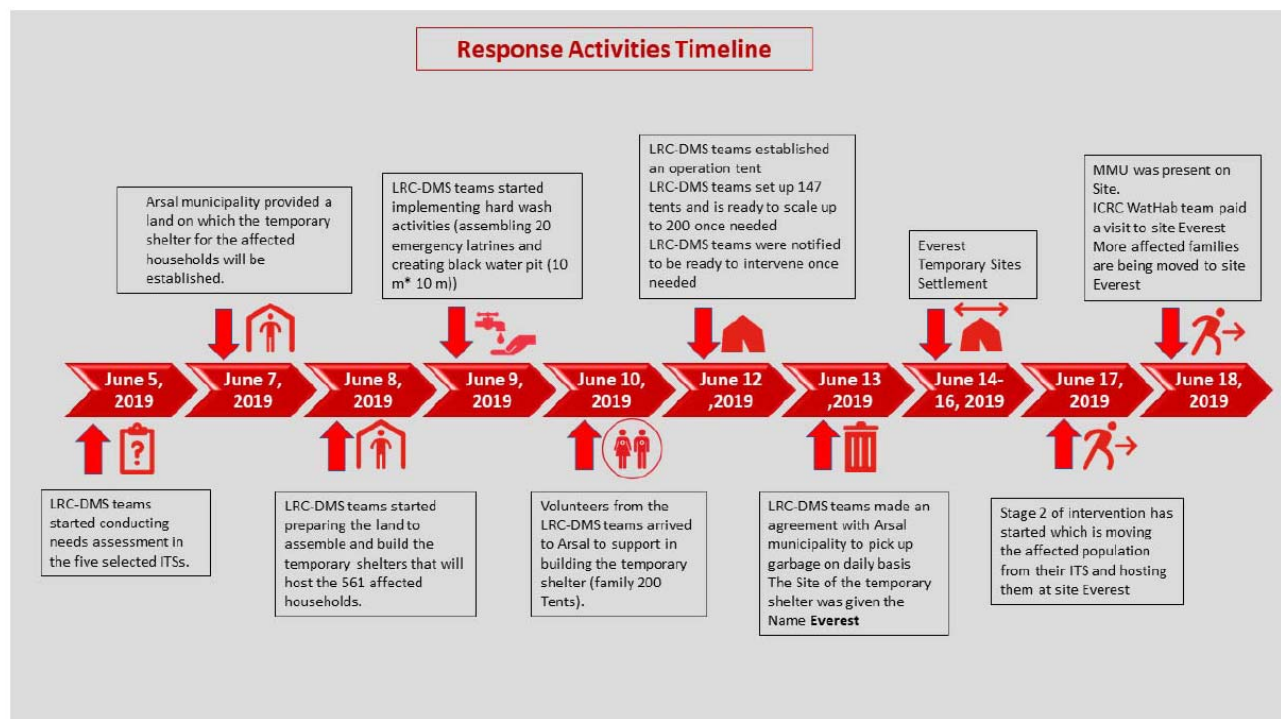 Response Activities Timeline
Arsal municipality provided a
land on which the temporary
shelter for the affected
households will be
established.
LRC-DMS teams started
implementing hard wash
activities (assembling 20
emergency latrines and
creating black water pit (10
m* 10 m))
LRC-DMS teams established
an operation tent
LRC-DMS teams set up 147
tents and is ready to scale up
to 200 once needed
LRC-DMS teams were notified
to be ready to intervene once
needed
Everest
Temporary Sites
Settlement
MMU was present on
Site.
ICRC WatHab team paid
a visit to site Everest
More affected families
are being moved to site
Everest
June 5,
2019
June 7,
2019
June 8,
2019
June 9,
2019
June 10,
2019
June 12
,2019
June 13
,2019
June 14-
16, 2019
June 17,
2019
June 18,
2019
?
LRC-DMS teams
started conducting
needs assessment in
the five selected ITSs.
LRC-DMS teams started
preparing the land to
assemble and build the
temporary shelters that will
host the 561 affected
households.
Volunteers from the
LRC-DMS teams arrived
to Arsal to support in
building the temporary
shelter (family 200
Tents).
LRC-DMS teams made an
agreement with Arsal
municipality to pick up
garbage on daily basis
The Site of the temporary
shelter was given the
Name Everest
Stage 2 of intervention has
started which is moving
the affected population
from their ITS and hosting
them at site Everest